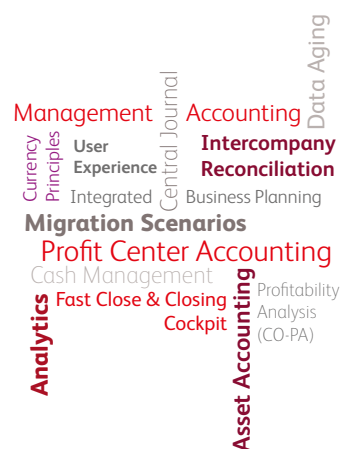 Data Aging
Management Accounting
Central Journal
Currency
Principles
User
Experience
Intercompany
Reconciliation
Integrated Business Planning
Migration Scenarios
Profit Center Accounting
Cash Management
Analytics
Fast Close & Closing
Cockpit
Asset Accounting
Profitability
Analysis
(CO-PA)